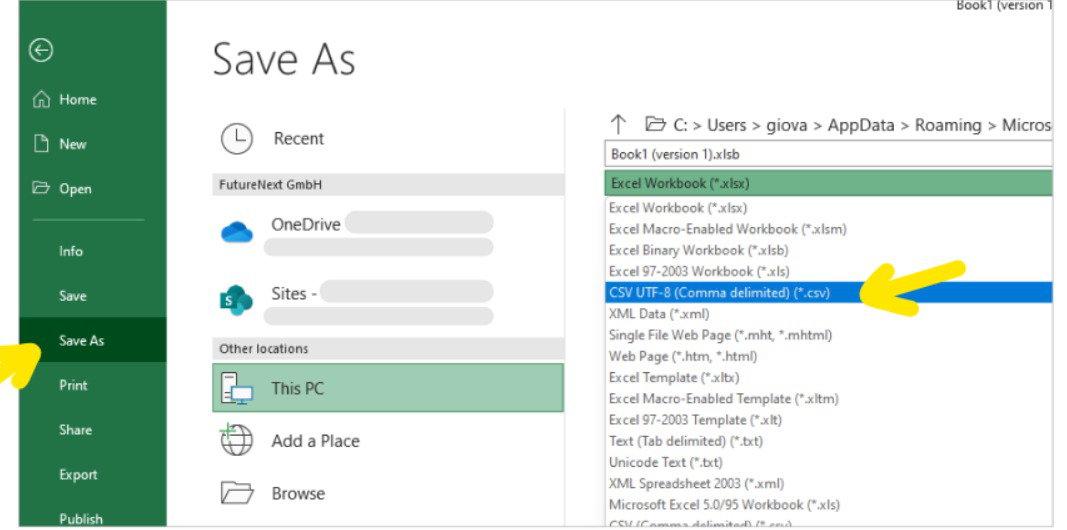 Book1 (version 1
Save As
Home
New
Open
Info
Save
Save As
Print
Share
Export
Publish
Recent
FutureNext GmbH
OneDrive
S
Sites -
Other locations
This PC
Add a Place
Browse
C: > Users > giova > AppData > Roaming > Micros
Book1 (version 1).xlsb
Excel Workbook (*.xlsx)
Excel Workbook (*.xlsx)
Excel Macro-Enabled Workbook (*.xlsm)
Excel Binary Workbook (*.xlsb)
Excel 97-2003 Workbook (*.xls)
CSV UTF-8 (Comma delimited) (*.csv)
XML Data (*.xml)
Single File Web Page (*.mht, *.mhtml)
Web Page (*.htm, *.html)
Excel Template (*.xltx)
Excel Macro-Enabled Template (*.xltm)
Excel 97-2003 Template (*.xlt)
Text (Tab delimited) (*.txt)
Unicode Text (*.txt)
XML Spreadsheet 2003 (*.xml)
Microsoft Excel 5.0/95 Workbook (*.xls)
CSV (Comma delimited) (*.csv)